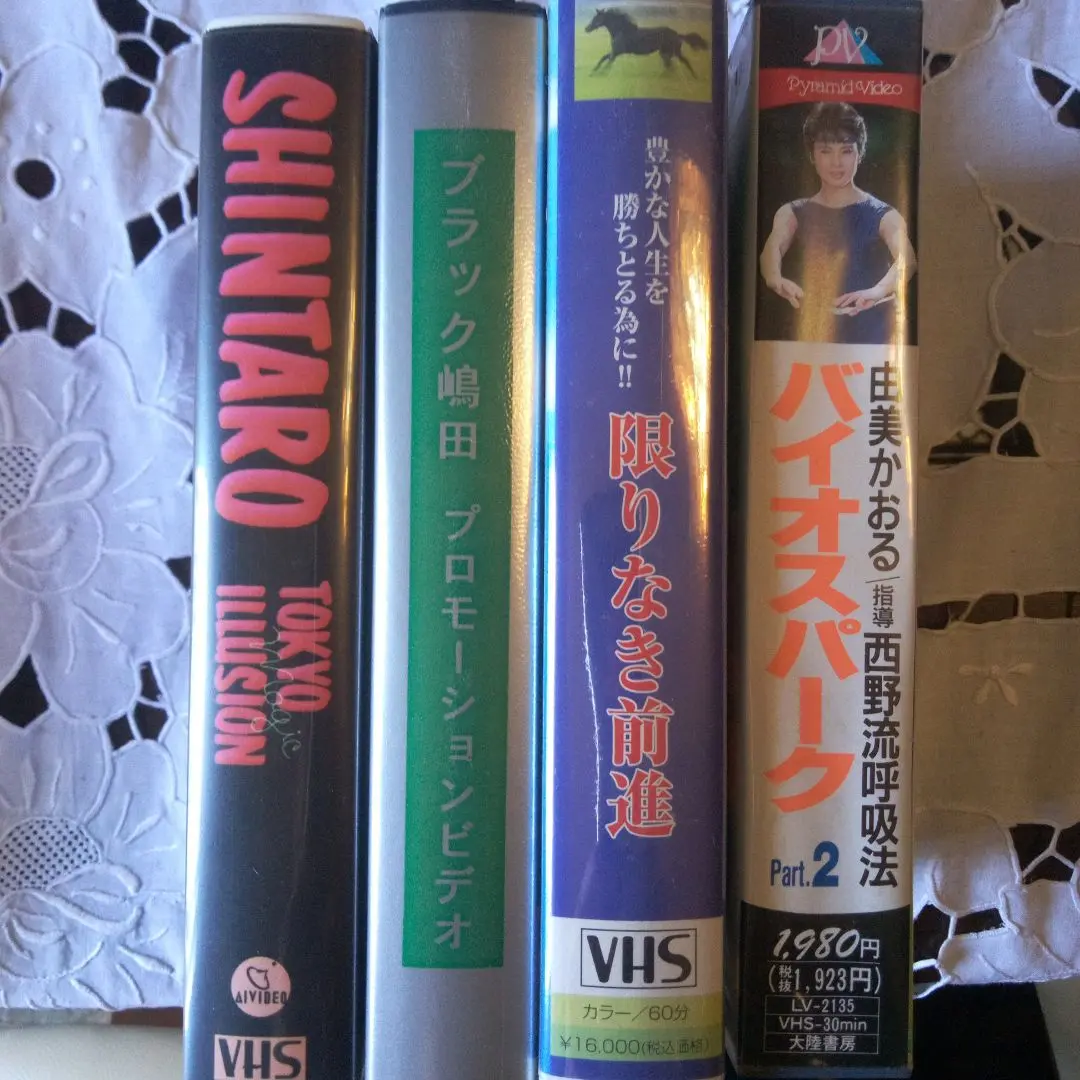 SHINTARO
TOKYO
Magic
ILLUSION
AIVIDEO
VHS
ブラック嶋田 プロモーションビデオ
豊かな人生を
勝ちとる為に!!
限りなき前進
VHS
カラー/60分
¥16,000(税込価格)
PV
Pyramid Video
由美かおる/指導 西野流呼吸法
バイオスパーク
Part.2
1,980円
(税抜1,923円)
LV-2135
VHS-30min
大陸書房